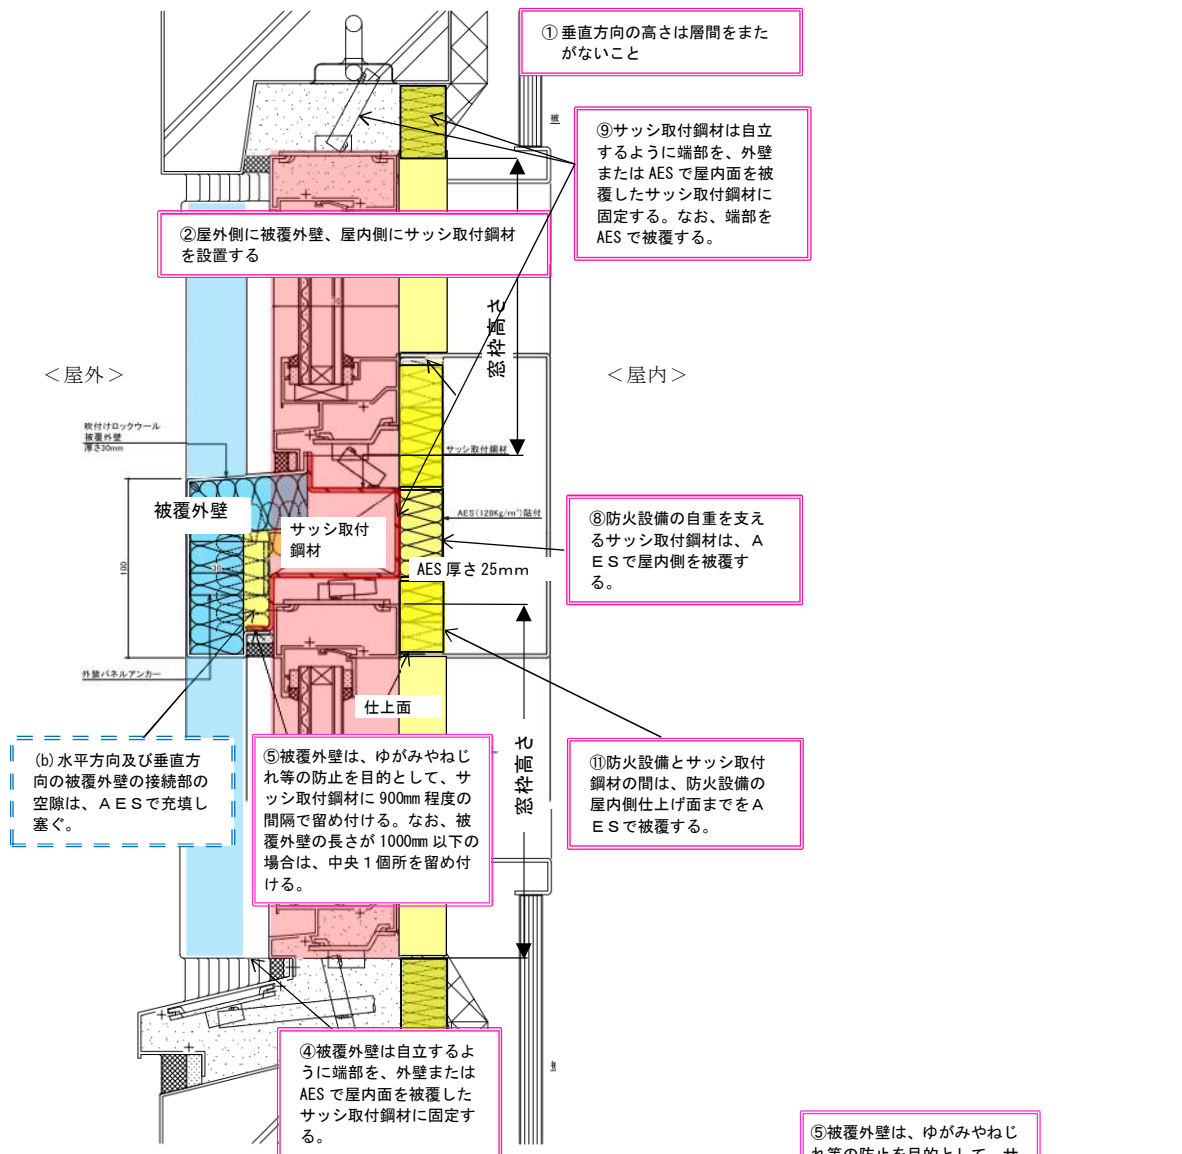 ①垂直方向の高さは層間をまた
がないこと
⑨サッシ取付鋼材は自立
するように端部を、外壁
または AES で屋内面を被
覆したサッシ取付鋼材に
固定する。なお、端部を
AES で被覆する。
②屋外側に被覆外壁、屋内側にサッシ取付鋼材
を設置する
窓枠高さ
70
＜屋外＞
＜屋内＞
吹付けロックウール
被覆外壁
厚さ30mm
サッシ取付鋼材
被覆外壁
サッシ取付
鋼材
AES(128Kg/m³)貼付
AES 厚さ 25mm
⑧防火設備の自重を支え
るサッシ取付鋼材は、Ａ
ＥＳで屋内側を被覆す
る。
100
30
外壁パネルアンカー
仕上面
(b)水平方向及び垂直方
向の被覆外壁の接続部の
空隙は、ＡＥＳで充填し
塞ぐ。
⑤被覆外壁は、ゆがみやねじ
れ等の防止を目的として、サ
ッシ取付鋼材に 900mm 程度の
間隔で留め付ける。なお、被
覆外壁の長さが 1000mm 以下の
場合は、中央１個所を留め付
ける。
窓枠高さ
⑪防火設備とサッシ取付
鋼材の間は、防火設備の
屋内側仕上げ面までをＡ
ＥＳで被覆する。
④被覆外壁は自立するよ
うに端部を、外壁または
AES で屋内面を被覆した
サッシ取付鋼材に固定す
る。
⑤被覆外壁は、ゆがみやねじ
れ等の防止を目的として、サ